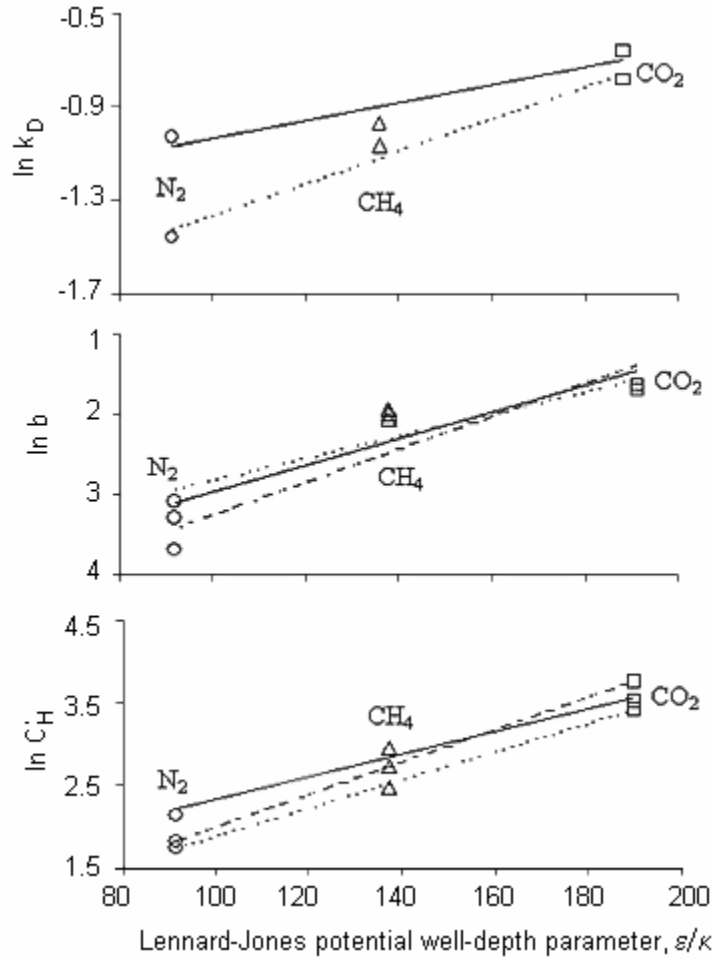 -0.5
-0.9
-1.3
-1.7
ln k_D
N₂
CH₄
CO₂
1
2
3
4
ln b
N₂
CH₄
CO₂
4.5
3.5
2.5
1.5
ln C'_H
N₂
CH₄
CO₂
80 100 120 140 160 180 200
Lennard-Jones potential well-depth parameter, ε/κ